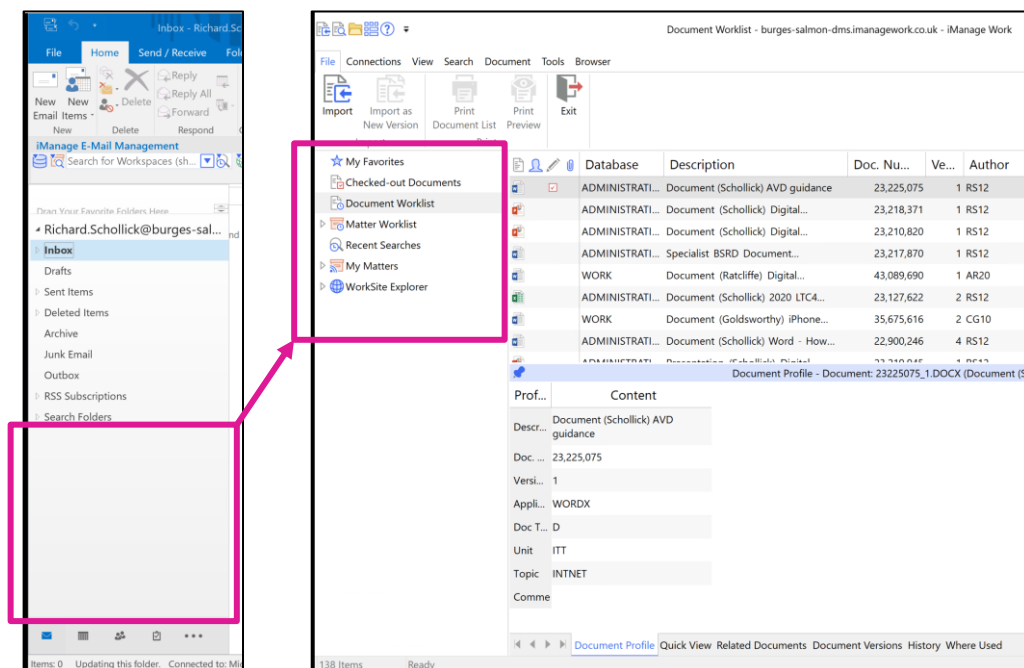 Inbox - Richard.Sc
File Home Send / Receive Fol
New Email
New Items
Delete
Reply
Reply All
Forward
New Delete Respond
iManage E-Mail Management
Search for Workspaces (sh...
Drag Your Favorite Folders Here
Richard.Schollick@burges-sal...
Inbox
Drafts
Sent Items
Deleted Items
Archive
Junk Email
Outbox
RSS Subscriptions
Search Folders
Items: 0 Updating this folder. Connected to: Mi
Document Worklist - burges-salmon-dms.imanagework.co.uk - iManage Work
File Connections View Search Document Tools Browser
Import
Import as New Version
Print Document List
Print Preview
Exit
My Favorites
Checked-out Documents
Document Worklist
Matter Worklist
Recent Searches
My Matters
WorkSite Explorer
Database Description Doc. Nu... Ve... Author
ADMINISTRATI... Document (Schollick) AVD guidance 23,225,075 1 RS12
ADMINISTRATI... Document (Schollick) Digital... 23,218,371 1 RS12
ADMINISTRATI... Document (Schollick) Digital... 23,210,820 1 RS12
ADMINISTRATI... Specialist BSRD Document... 23,217,870 1 RS12
WORK Document (Ratcliffe) Digital... 43,089,690 1 AR20
ADMINISTRATI... Document (Schollick) 2020 LTC4... 23,127,622 2 RS12
WORK Document (Goldsworthy) iPhone... 35,675,616 2 CG10
ADMINISTRATI... Document (Schollick) Word - How... 22,900,246 4 RS12
Document Profile - Document: 23225075_1.DOCX (Document (S
Prof... Content
Descr... Document (Schollick) AVD guidance
Doc. ... 23,225,075
Versi... 1
Appli... WORDX
Doc T... D
Unit ITT
Topic INTNET
Comme
Document Profile Quick View Related Documents Document Versions History Where Used
138 Items Ready